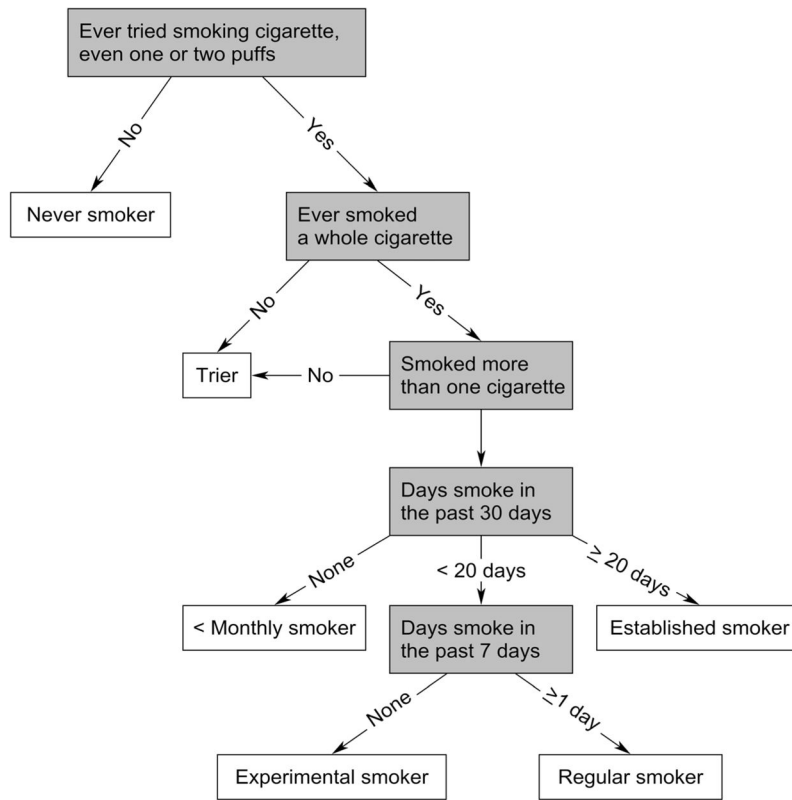 Ever tried smoking cigarette,
even one or two puffs
No
Yes
Never smoker
Ever smoked
a whole cigarette
No
Yes
Trier
No
Smoked more
than one cigarette
Days smoke in
the past 30 days
None
< 20 days
≥ 20 days
< Monthly smoker
Days smoke in
the past 7 days
Established smoker
None
≥1 day
Experimental smoker
Regular smoker